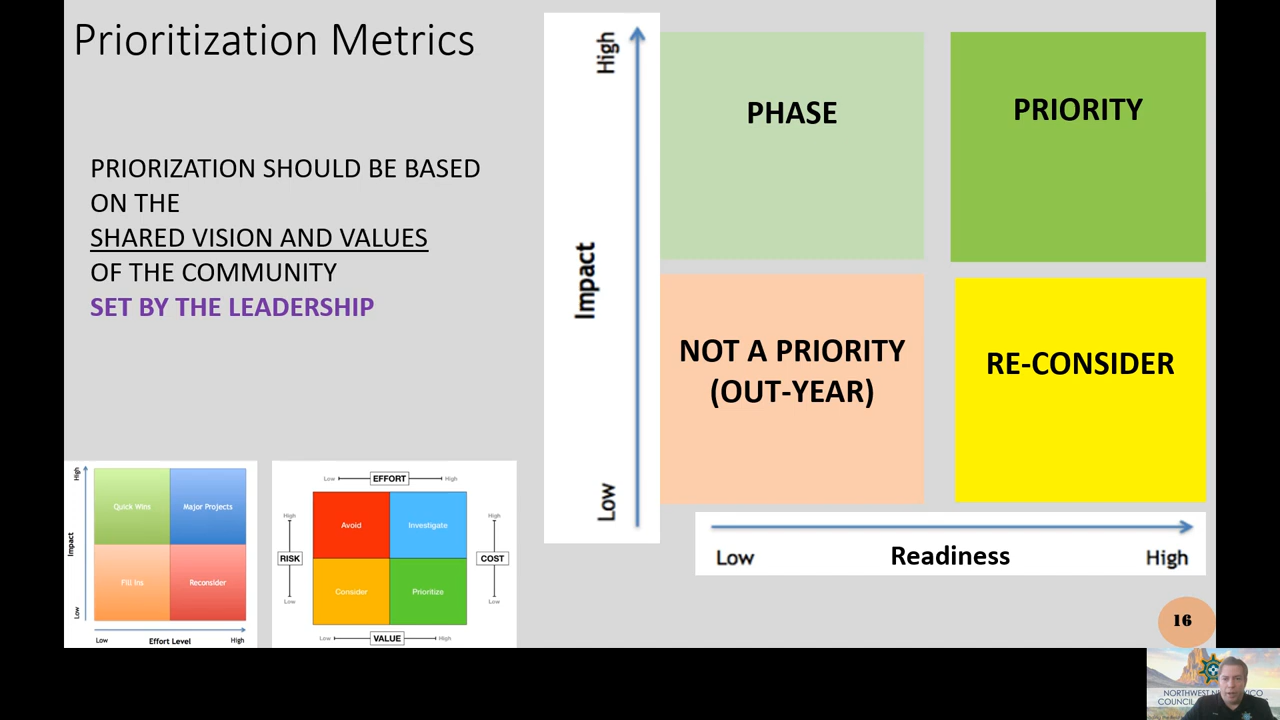 Prioritization Metrics
PRIORIZATION SHOULD BE BASED
ON THE
SHARED VISION AND VALUES
OF THE COMMUNITY
SET BY THE LEADERSHIP
High
Impact
Low
PHASE
PRIORITY
NOT A PRIORITY
(OUT-YEAR)
RE-CONSIDER
Low
Readiness
High
High
Impact
Low
Quick Wins
Major Projects
Fill Ins
Reconsider
Low
Effort Level
High
Low
EFFORT
High
High
RISK
Low
Avoid
Investigate
Consider
Prioritize
High
COST
Low
Low
VALUE
High
16
NORTHWEST
COUNCIL